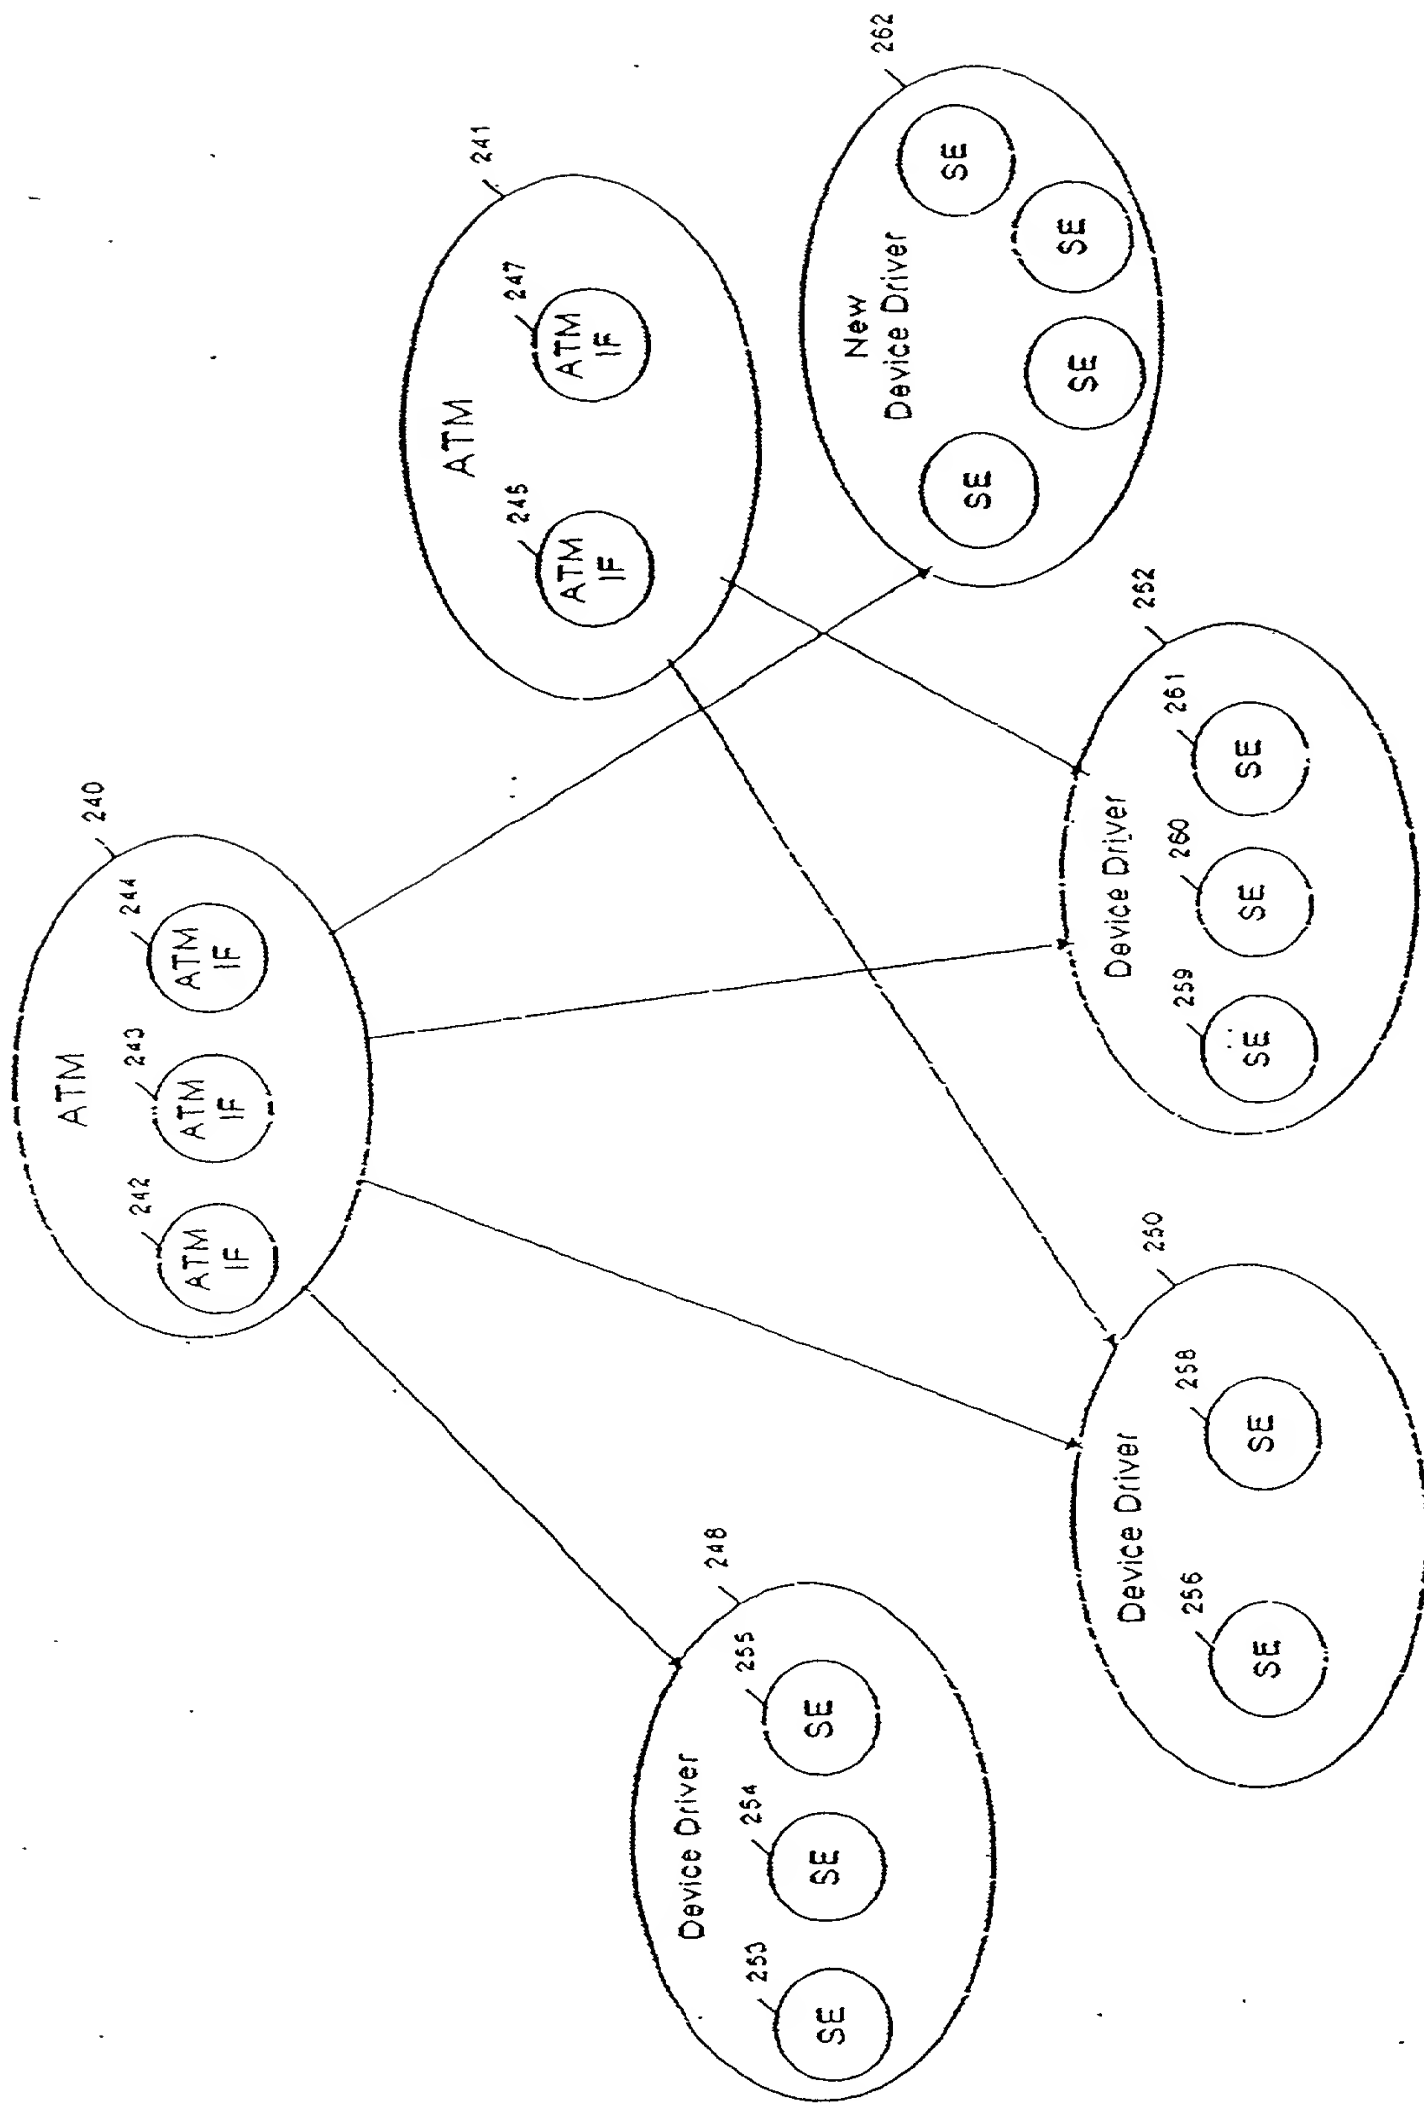 240
ATM
242
ATM
IF
243
ATM
IF
244
ATM
IF
241
ATM
245
ATM
IF
247
ATM
IF
248
Device Driver
253
SE
254
SE
255
SE
250
Device Driver
256
SE
258
SE
252
Device Driver
259
SE
260
SE
261
SE
262
New
Device Driver
SE
SE
SE
SE